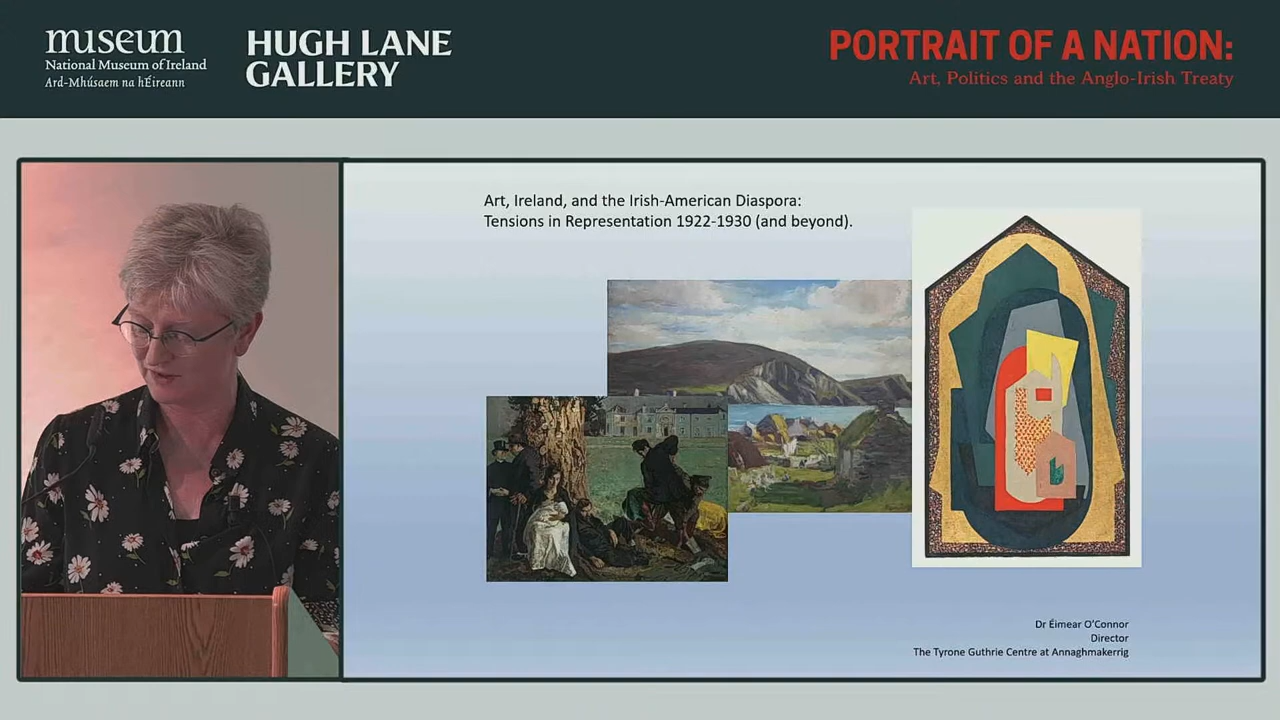 museum
National Museum of Ireland
Ard-Mhúsaem na hÉireann
HUGH LANE
GALLERY
PORTRAIT OF A NATION:
Art, Politics and the Anglo-Irish Treaty
Art, Ireland, and the Irish-American Diaspora:
Tensions in Representation 1922-1930 (and beyond).
Dr Éimear O'Connor
Director
The Tyrone Guthrie Centre at Annaghmakerrig